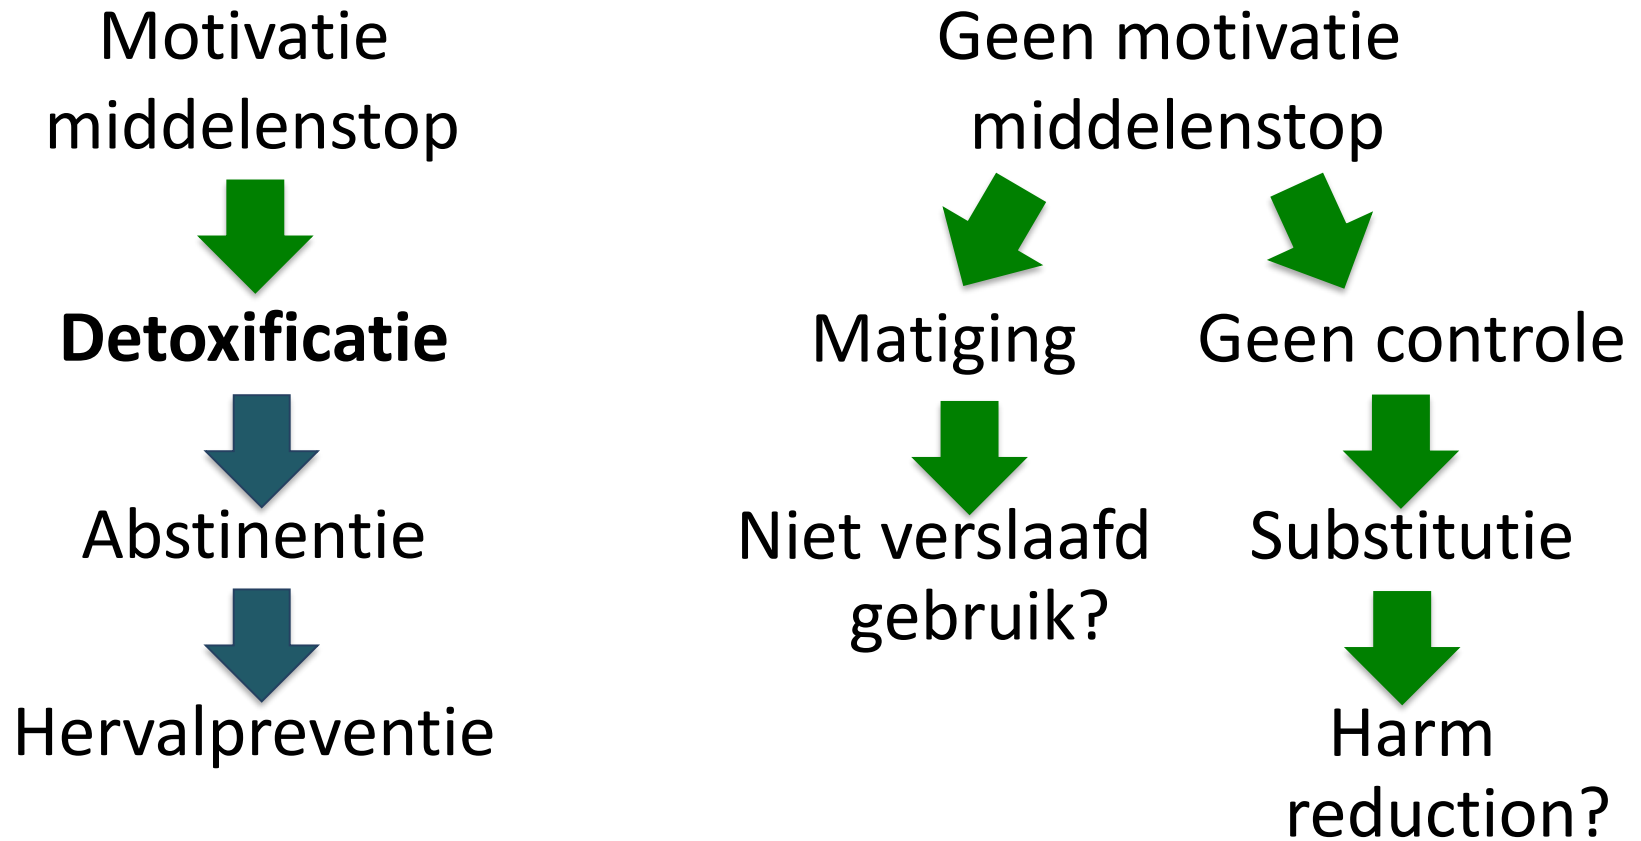 Motivatie
middelenstop
Detoxificatie
Abstinentie
Hervalpreventie
Geen motivatie
middelenstop
Matiging
Niet verslaafd
gebruik?
Geen controle
Substitutie
Harm
reduction?